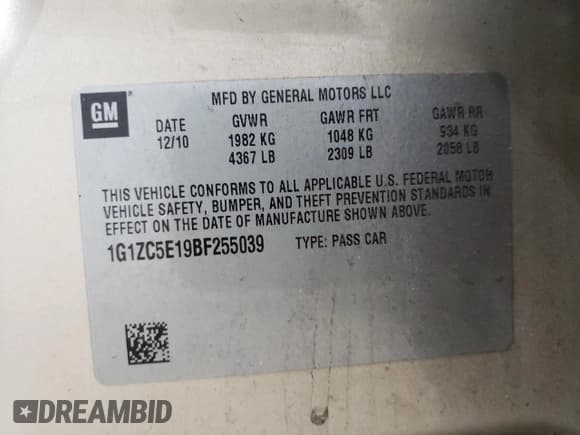 GM
MFD BY GENERAL MOTORS LLC
DATE GVWR GAWR FRT GAWR RR
12/10 1982 KG 1048 KG 934 KG
4367 LB 2309 LB 2058 LB
THIS VEHICLE CONFORMS TO ALL APPLICABLE U.S. FEDERAL MOTOR
VEHICLE SAFETY, BUMPER, AND THEFT PREVENTION STANDARDS IN
EFFECT ON THE DATE OF MANUFACTURE SHOWN ABOVE.
1G1ZC5E19BF255039 TYPE: PASS CAR
DREAMBID